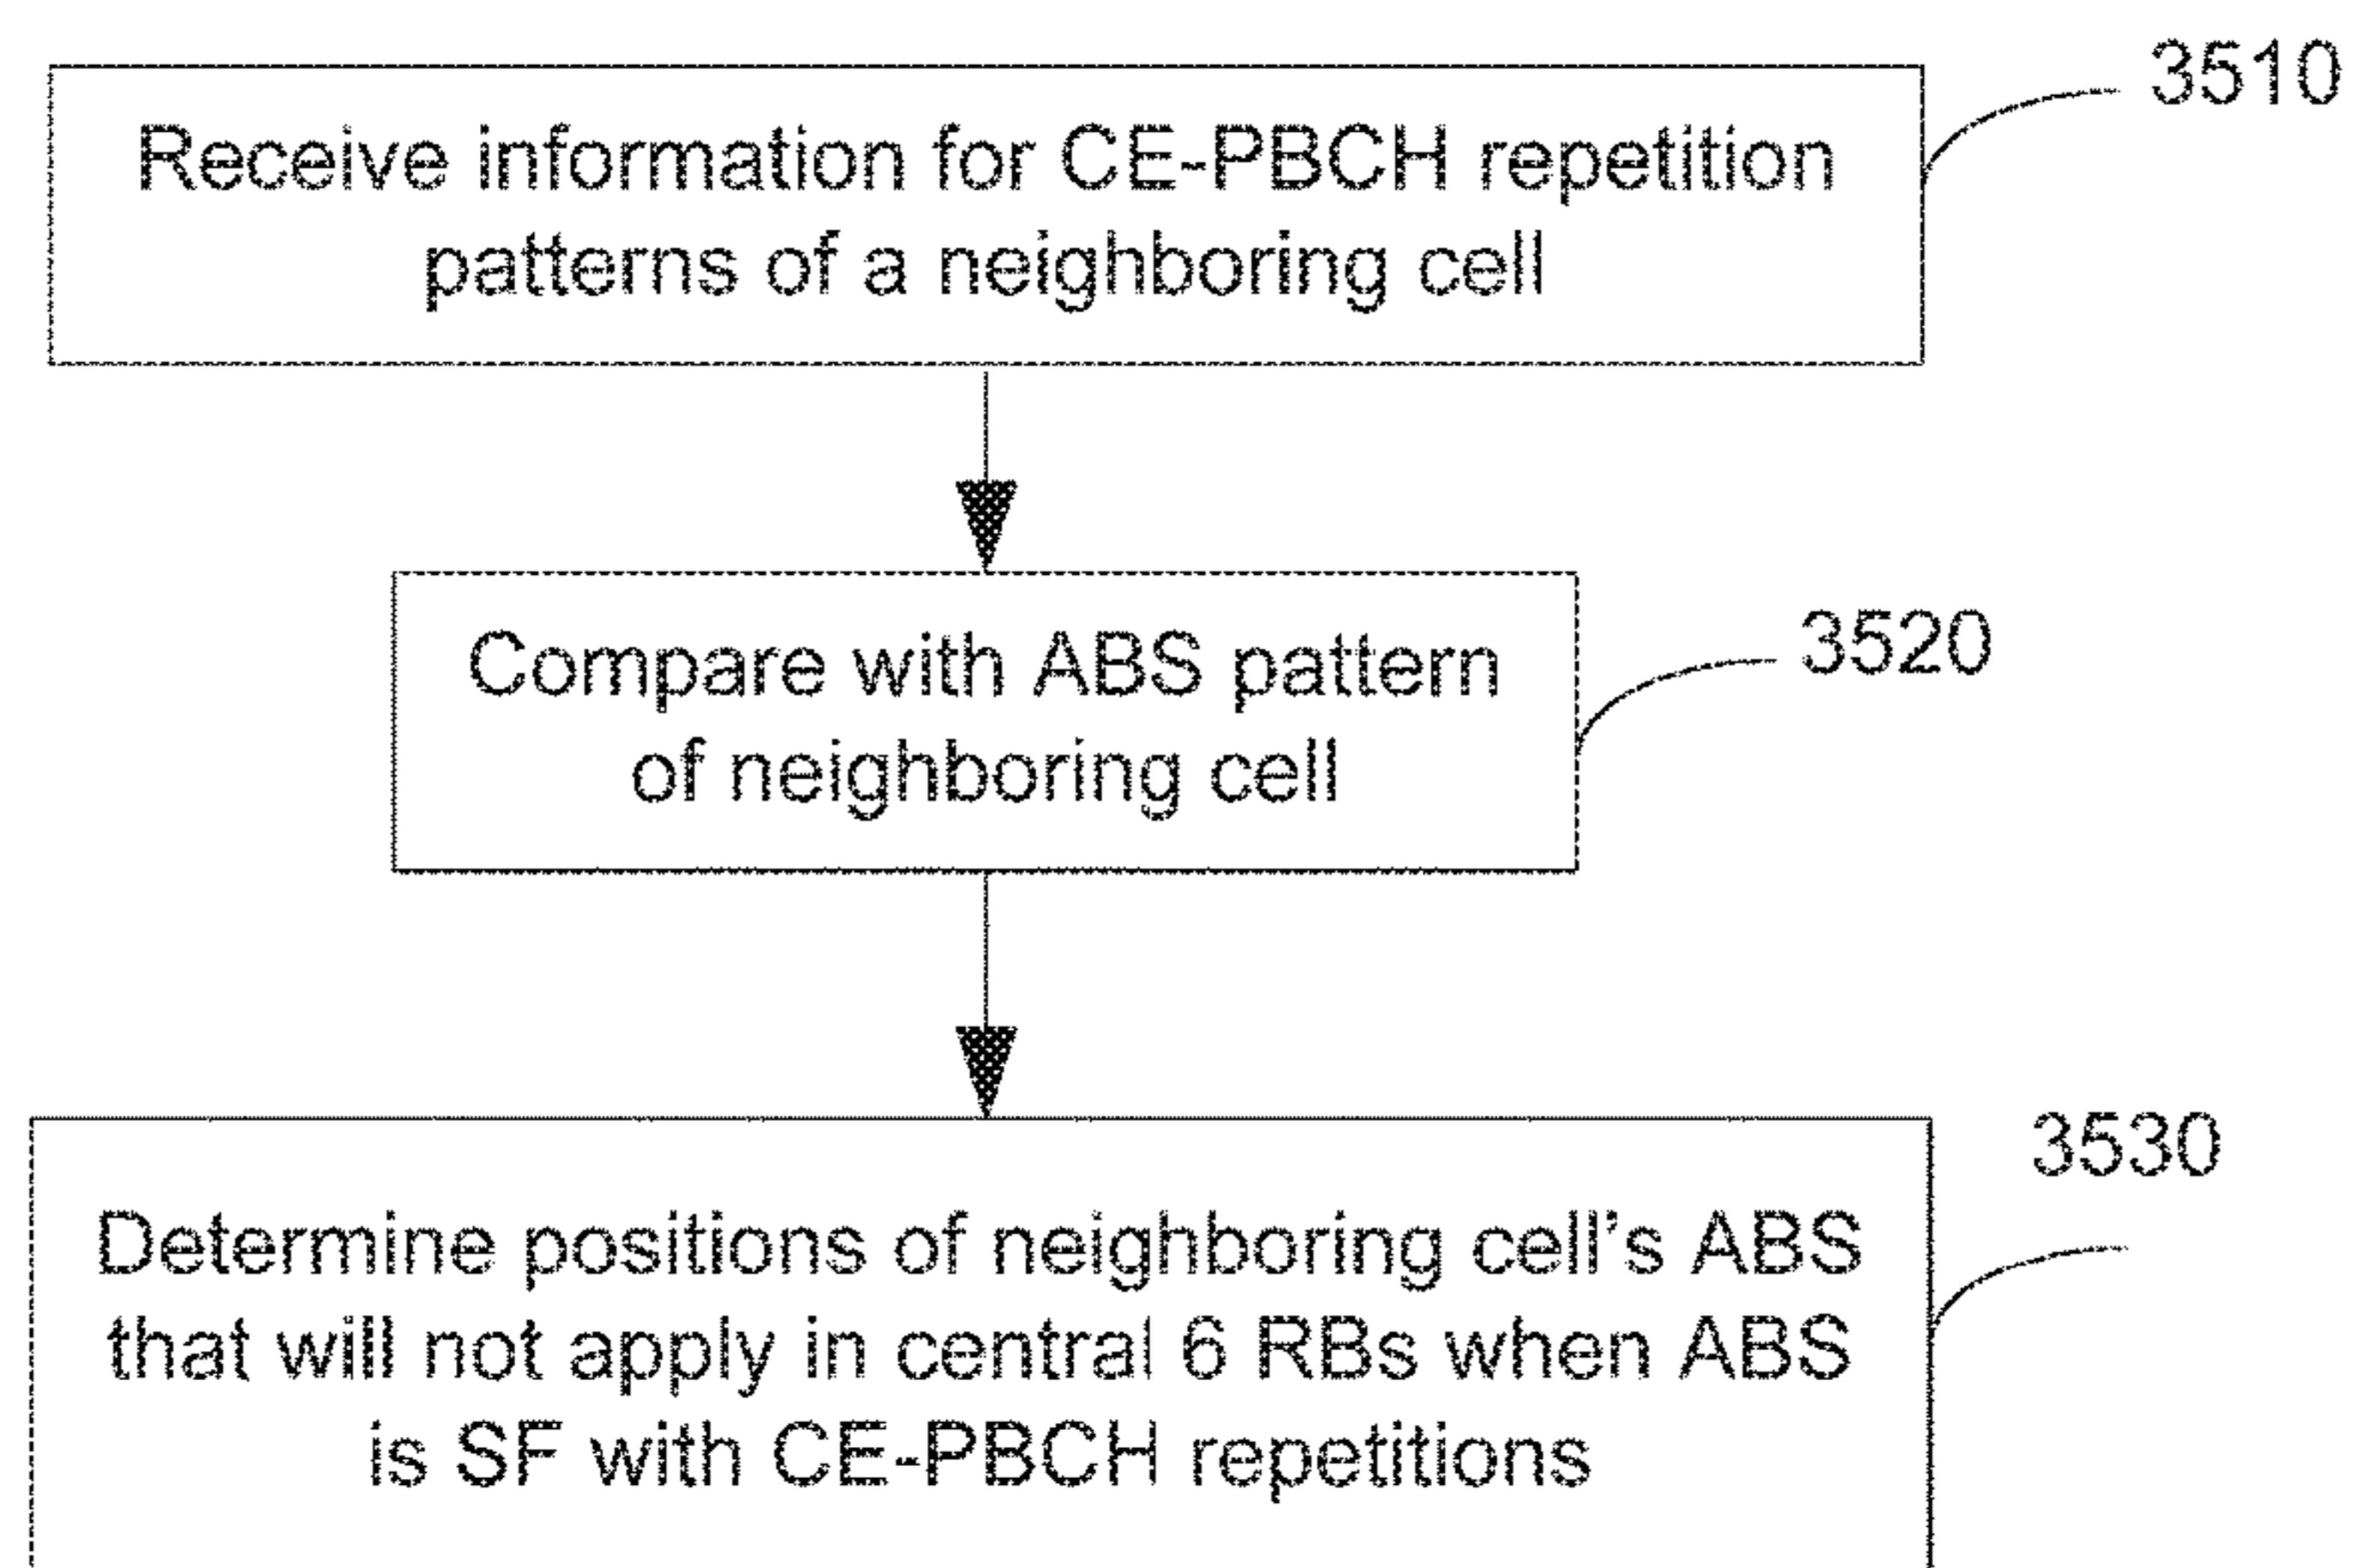 3510
Receive information for CE-PBCH repetition
patterns of a neighboring cell
Compare with ABS pattern
of neighboring cell
3520
3530
Determine positions of neighboring cell's ABS
that will not apply in central 6 RBs when ABS
is SF with CE-PBCH repetitions